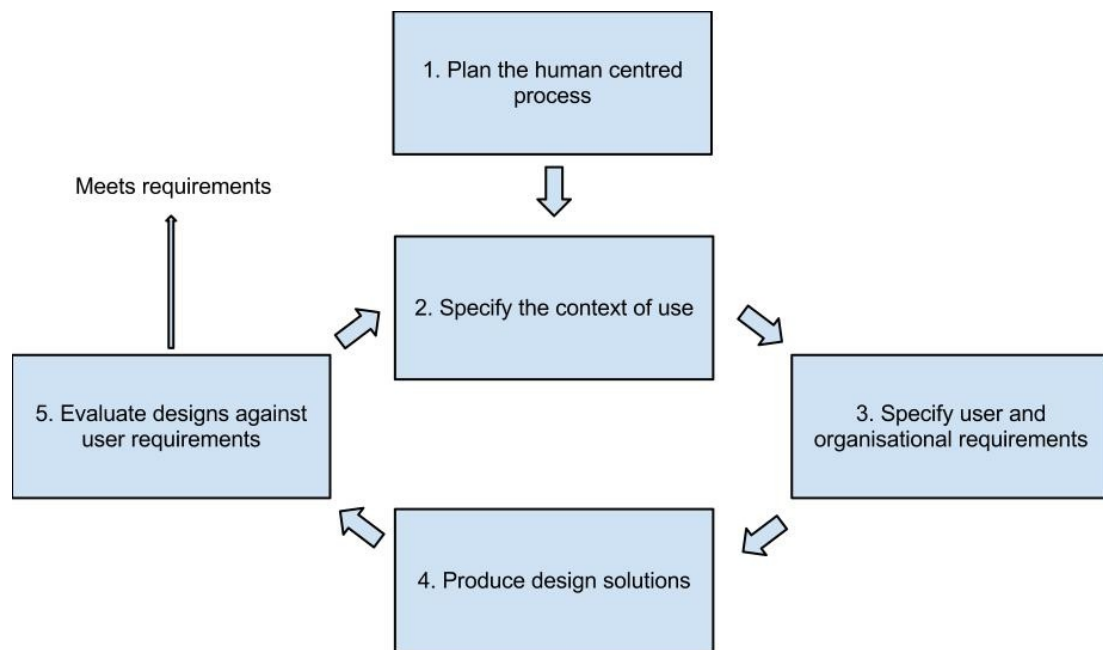 1. Plan the human centred
process
Meets requirements
2. Specify the context of use
5. Evaluate designs against
user requirements
3. Specify user and
organisational requirements
4. Produce design solutions